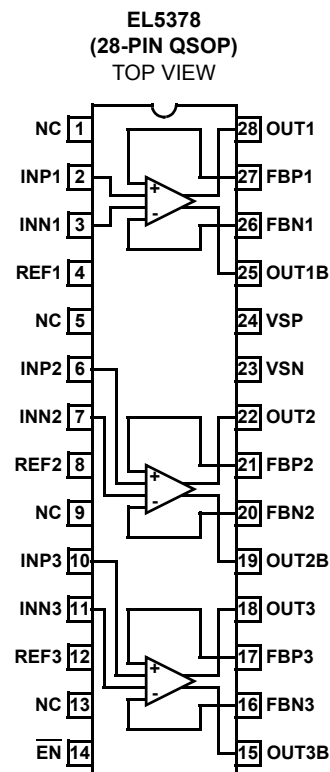 EL5378
(28-PIN QSOP)
TOP VIEW
NC 1
INP1 2
INN1 3
REF1 4
NC 5
INP2 6
INN2 7
REF2 8
NC 9
INP3 10
INN3 11
REF3 12
NC 13
E̅N̅ 14
28 OUT1
27 FBP1
26 FBN1
25 OUT1B
24 VSP
23 VSN
22 OUT2
21 FBP2
20 FBN2
19 OUT2B
18 OUT3
17 FBP3
16 FBN3
15 OUT3B
+
-
+
-
+
-